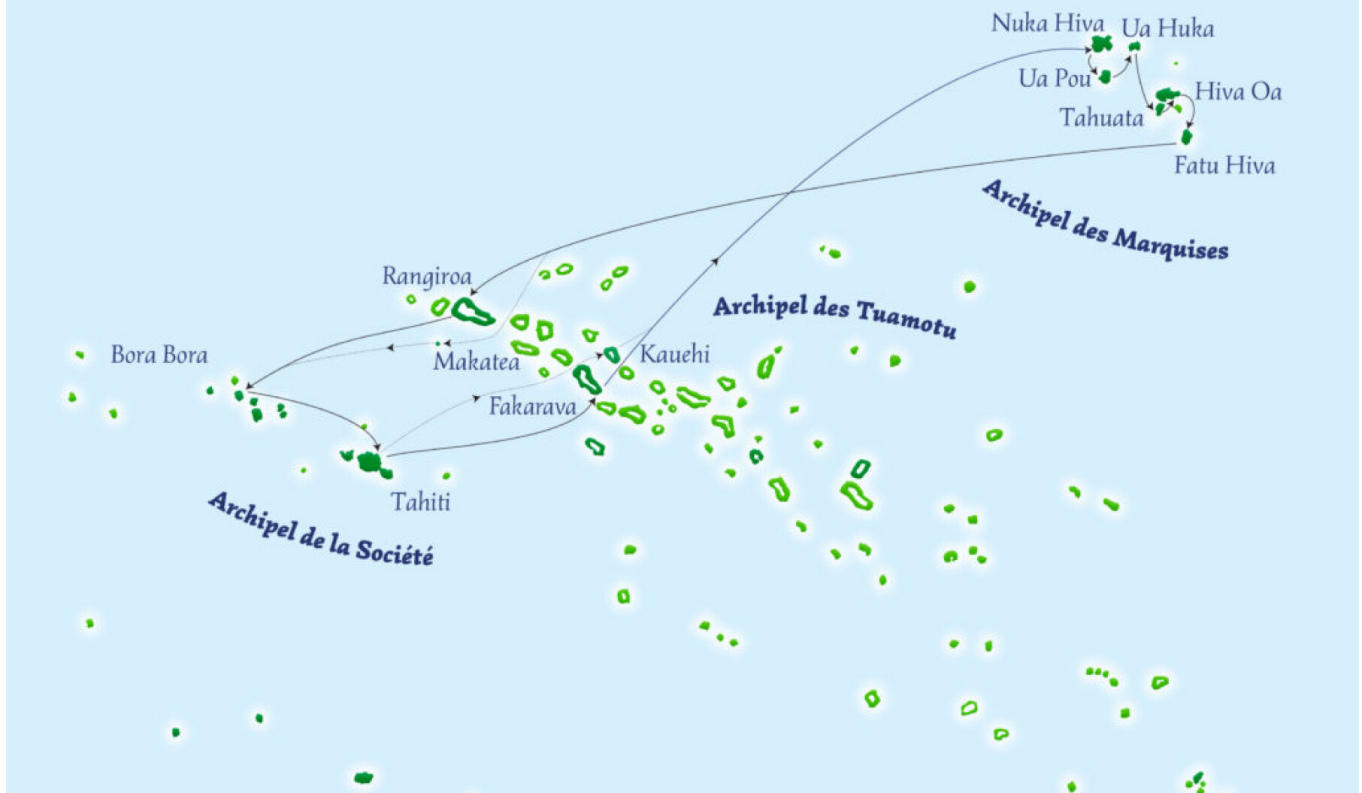 Nuka Hiva
Ua Huka
Ua Pou
Hiva Oa
Tahuata
Fatu Hiva
Archipel des Marquises
Rangiroa
Archipel des Tuamotu
Bora Bora
Makatea
Kauehi
Fakarava
Tahiti
Archipel de la Société